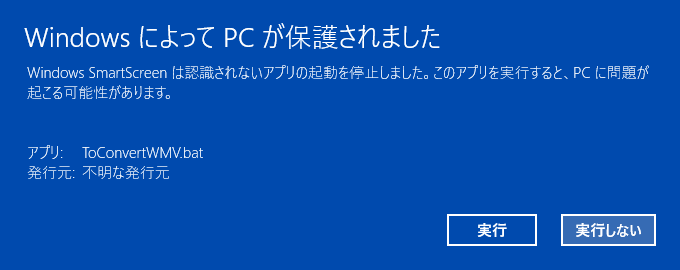 Windows によって PC が保護されました
Windows SmartScreen は認識されないアプリの起動を停止しました。このアプリを実行すると、PC に問題が
起こる可能性があります。
アプリ: ToConvertWMV.bat
発行元: 不明な発行元
実行 実行しない